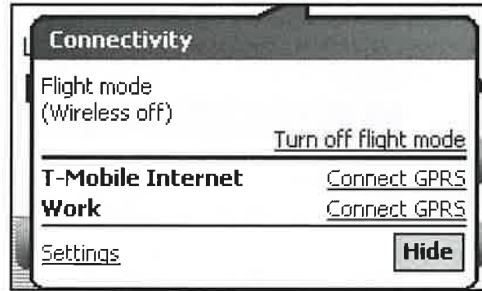 Connectivity
Flight mode
(Wireless off)
Turn off flight mode
T-Mobile Internet Connect GPRS
Work Connect GPRS
Settings Hide